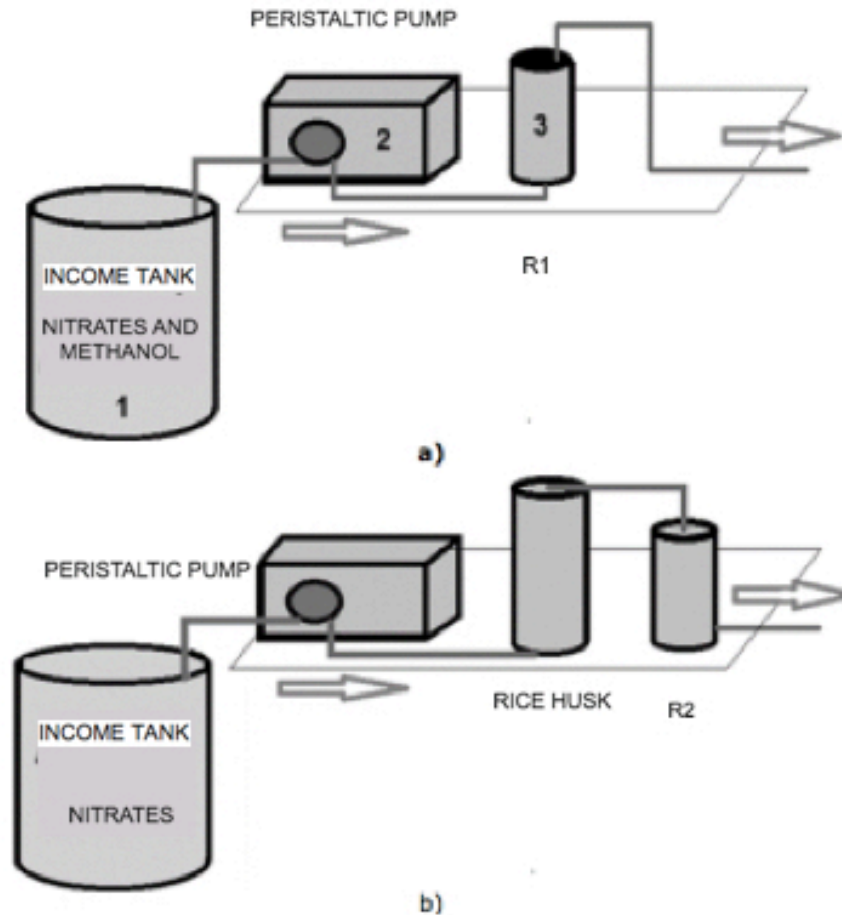 PERISTALTIC PUMP
2
3
INCOME TANK
NITRATES AND
METHANOL
1
R1
a)
PERISTALTIC PUMP
INCOME TANK
NITRATES
RICE HUSK
R2
b)